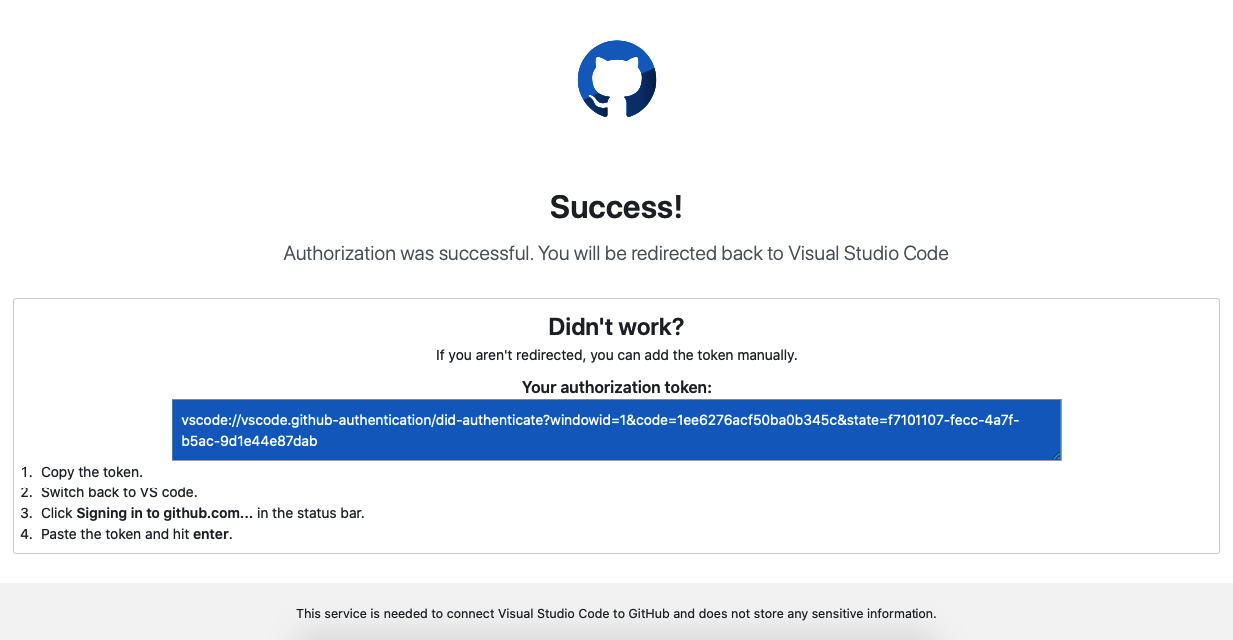 Success!
Authorization was successful. You will be redirected back to Visual Studio Code
Didn't work?
If you aren't redirected, you can add the token manually.
Your authorization token:
vscode://vscode.github-authentication/did-authenticate?windowid=1&code=1ee6276acf50ba0b345c&state=f7101107-fecc-4a7f-
b5ac-9d1e44e87dab
1. Copy the token.
2. Switch back to VS code.
3. Click Signing in to github.com... in the status bar.
4. Paste the token and hit enter.
This service is needed to connect Visual Studio Code to GitHub and does not store any sensitive information.